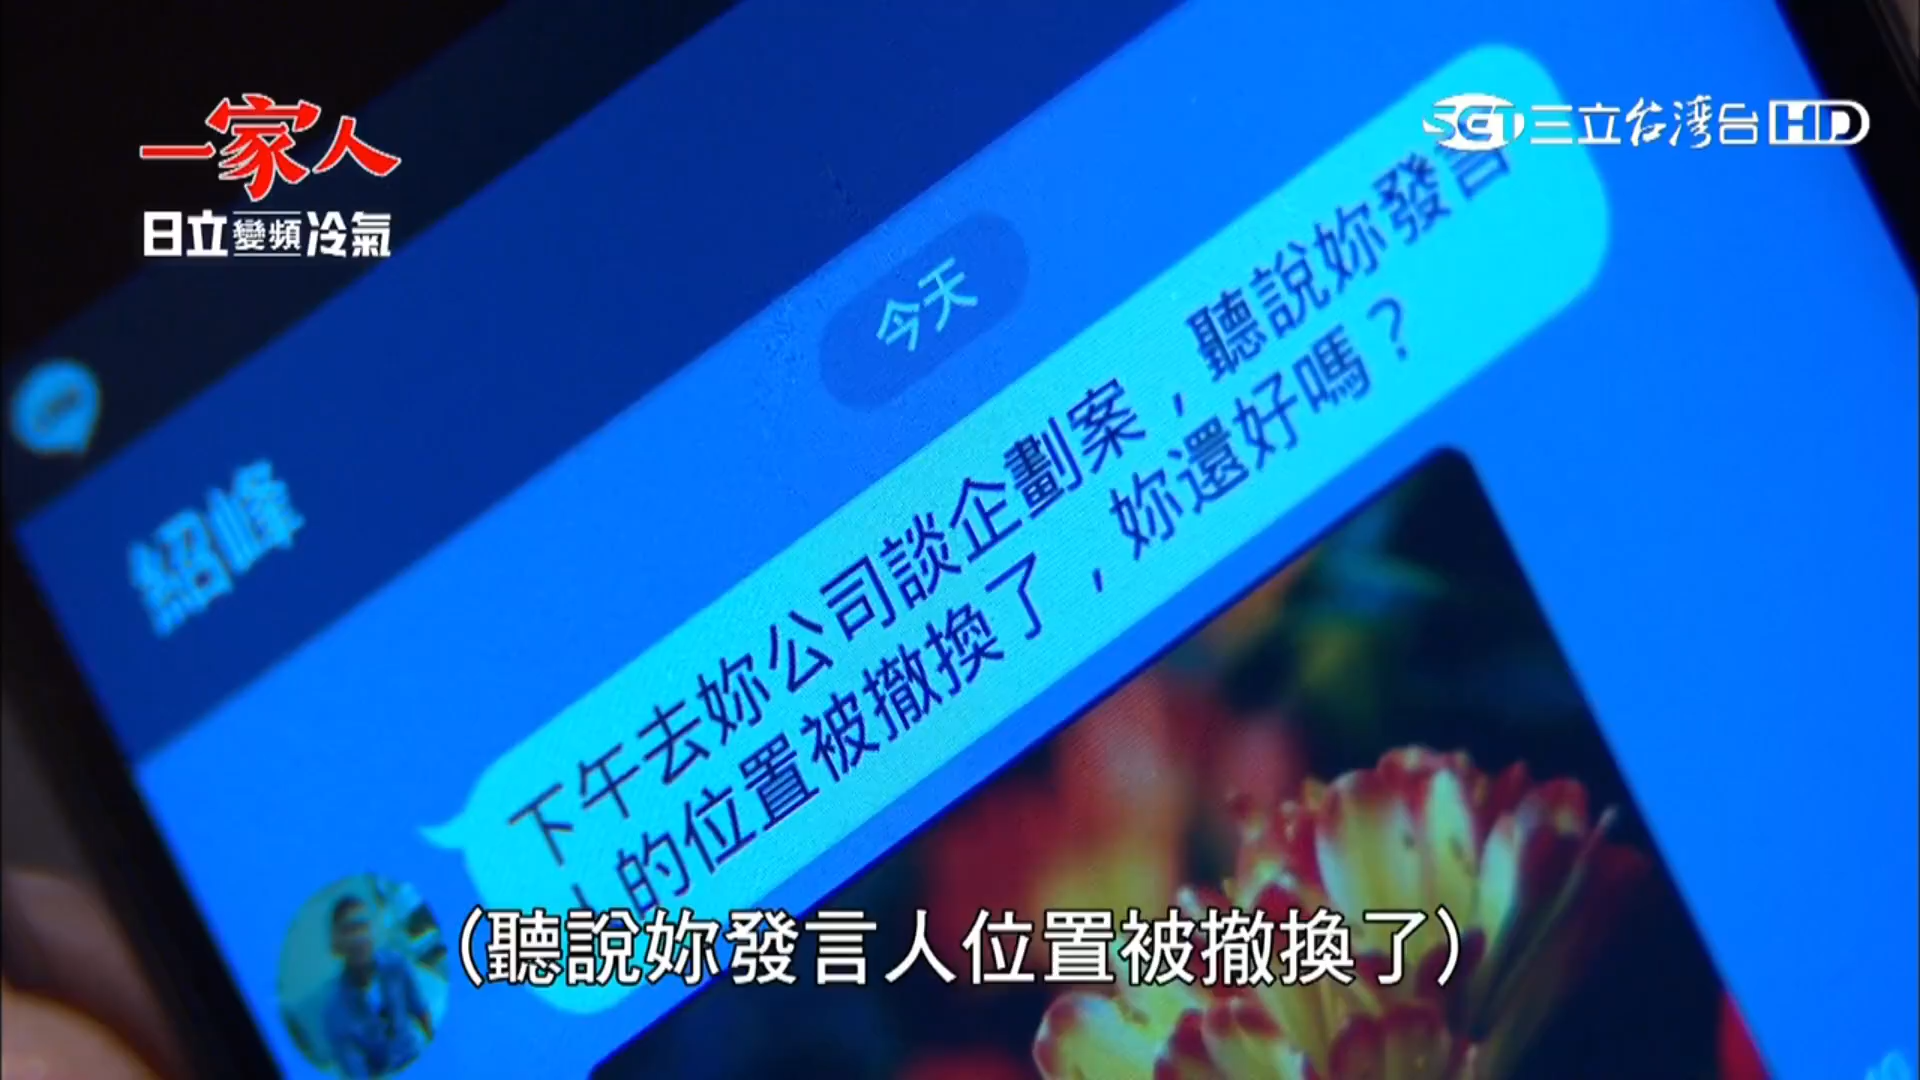 一家人
日立變頻冷氣
SET三立台灣台HD
紹峰
今天
下午去妳公司談企劃案，聽說妳發言
人的位置被撤換了，妳還好嗎？
(聽說妳發言人位置被撤換了)